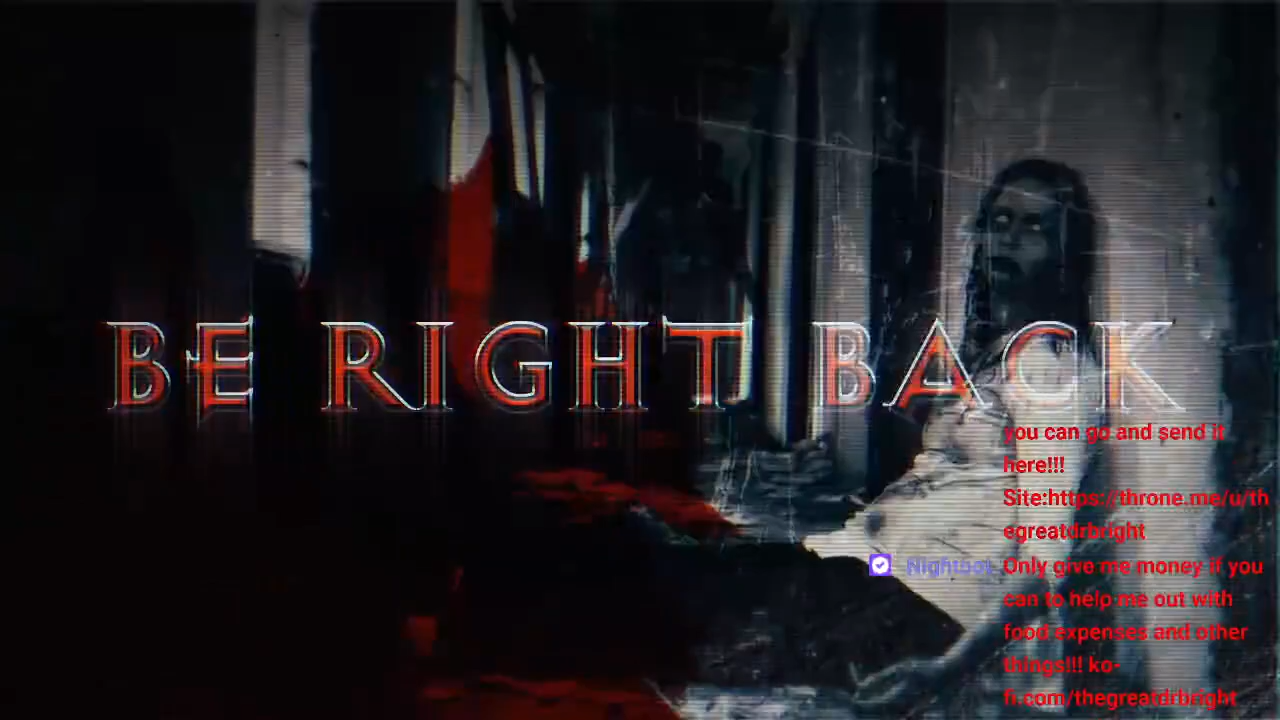 BE RIGHT BACK
you can go and send it
here!!!
Site:https://throne.me/u/th
egreatdrbright
Nightbot Only give me money if you
can to help me out with
food expenses and other
things!!! ko-
fi.com/thegreatdrbright